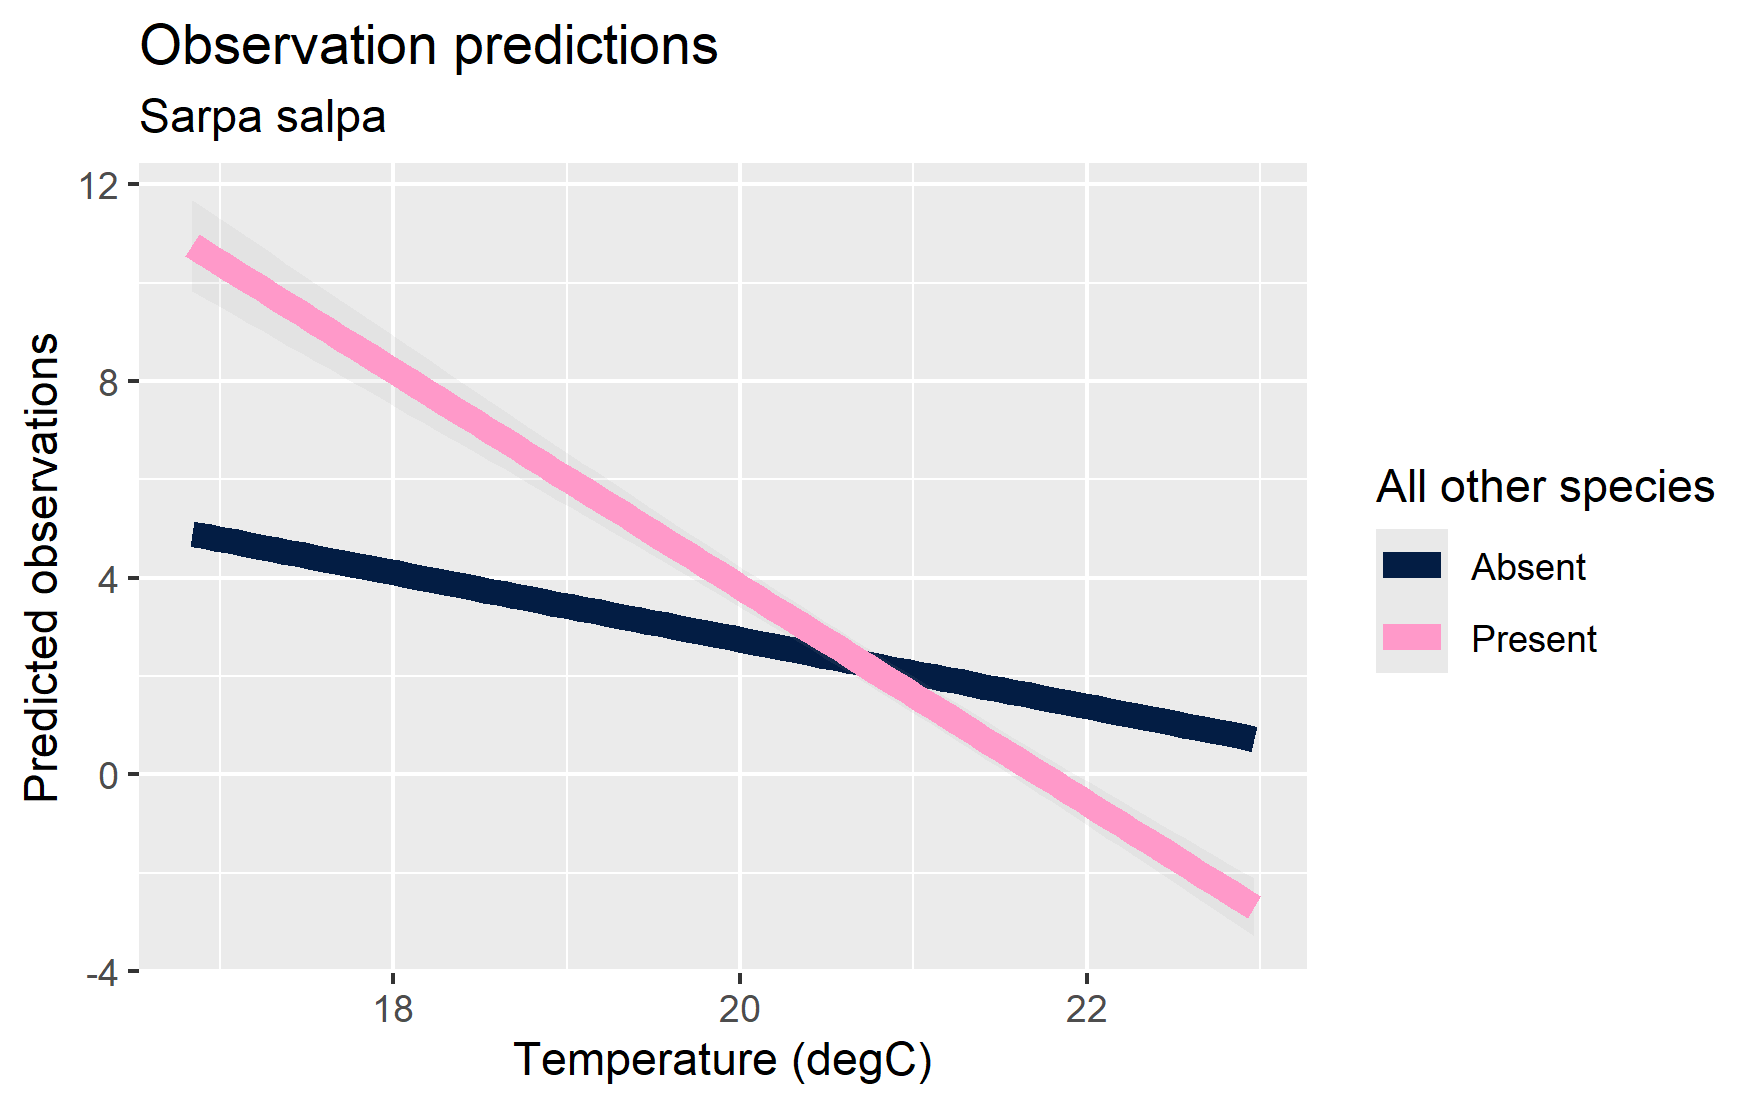 Observation predictions
Sarpa salpa
12
8
4
0
-4
Predicted observations
18 20 22
Temperature (degC)
All other species
Absent
Present